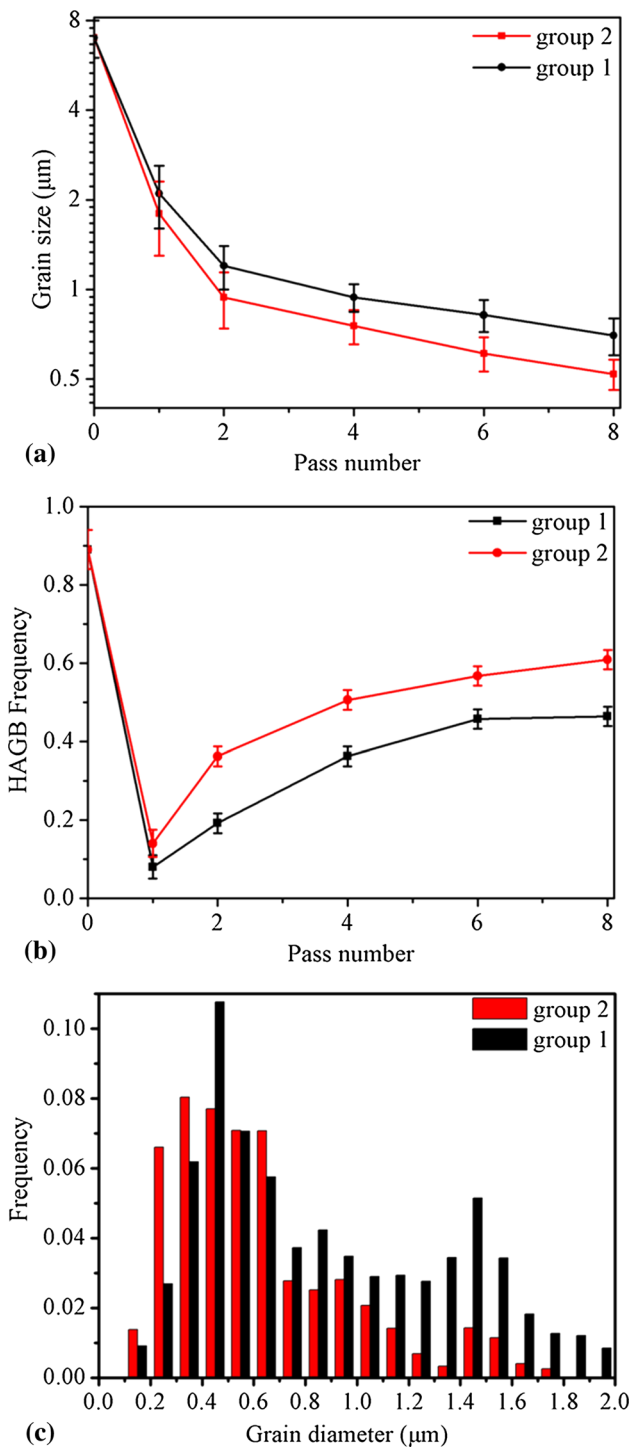 8
group 2
group 1
4
2
1
0.5
Grain size (μm)
0
2
4
6
8
Pass number
(a)
1.0
group 1
group 2
0.8
0.6
0.4
0.2
0.0
HAGB Frequency
0
2
4
6
8
Pass number
(b)
group 2
group 1
0.10
0.08
0.06
0.04
0.02
0.00
Frequency
0.0
0.2
0.4
0.6
0.8
1.0
1.2
1.4
1.6
1.8
2.0
Grain diameter (μm)
(c)